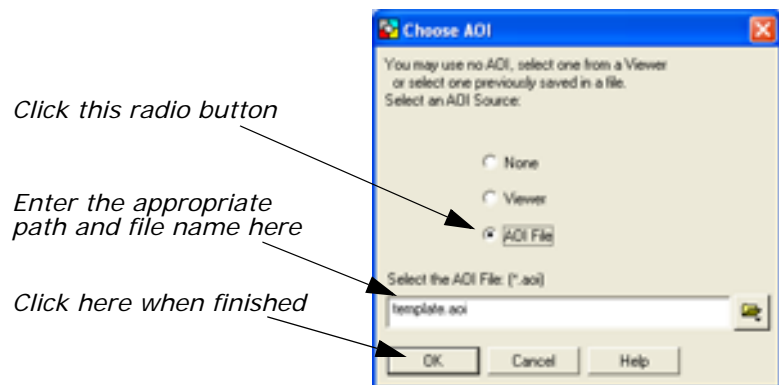 Choose AOI
You may use no AOI, select one from a Viewer
or select one previously saved in a file.
Select an AOI Source:
Click this radio button
None
Enter the appropriate
path and file name here
Viewer
AOI File
Select the AOI File: (*.aoi)
Click here when finished
template.aoi
OK Cancel Help